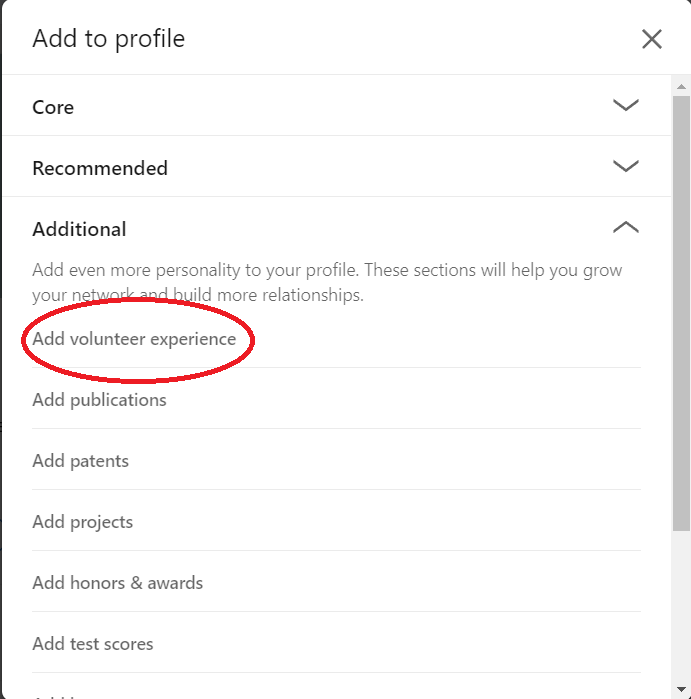 Add to profile
Core
Recommended
Additional
Add even more personality to your profile. These sections will help you grow
your network and build more relationships.
Add volunteer experience
Add publications
Add patents
Add projects
Add honors & awards
Add test scores